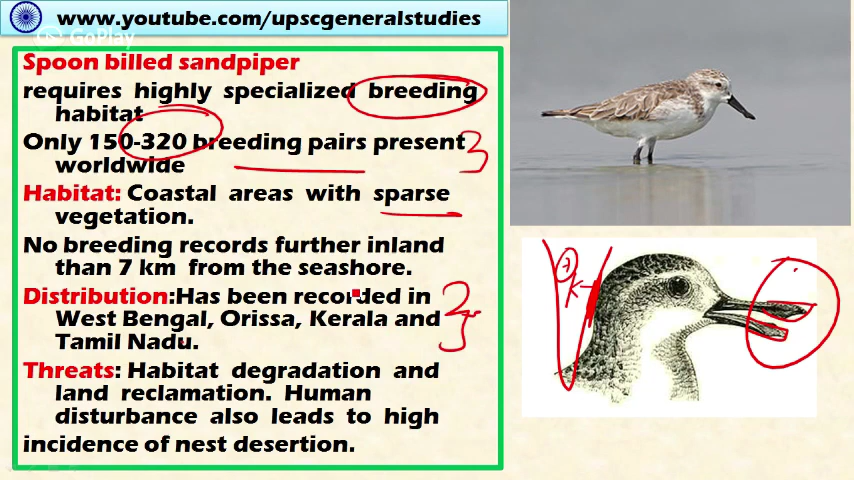 www.youtube.com/upscgeneralstudies
GoPlay
Spoon billed sandpiper
requires highly specialized breeding
habitat
Only 150-320 breeding pairs present
worldwide
Habitat: Coastal areas with sparse
vegetation.
No breeding records further inland
than 7 km from the seashore.
Distribution:Has been recorded in
West Bengal, Orissa, Kerala and
Tamil Nadu.
Threats: Habitat degradation and
land reclamation. Human
disturbance also leads to high
incidence of nest desertion.
7